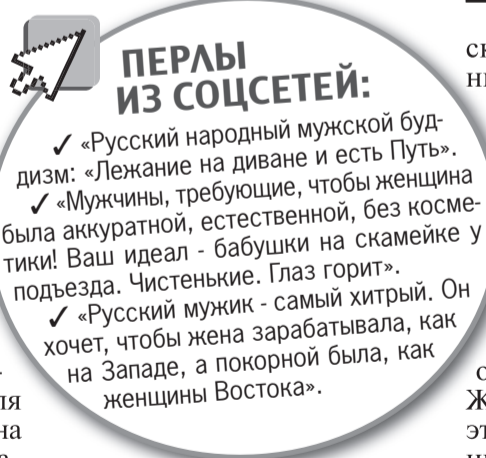 ПЕРЛЫ
ИЗ СОЦСЕТЕЙ:
✓ «Русский народный мужской буд-
дизм: «Лежание на диване и есть Путь».
✓ «Мужчины, требующие, чтобы женщина
была аккуратной, естественной, без косме-
тики! Ваш идеал - бабушки на скамейке у
подъезда. Чистенькие. Глаз горит».
✓ «Русский мужик - самый хитрый. Он
хочет, чтобы жена зарабатывала, как
на Западе, а покорной была, как
женщины Востока».